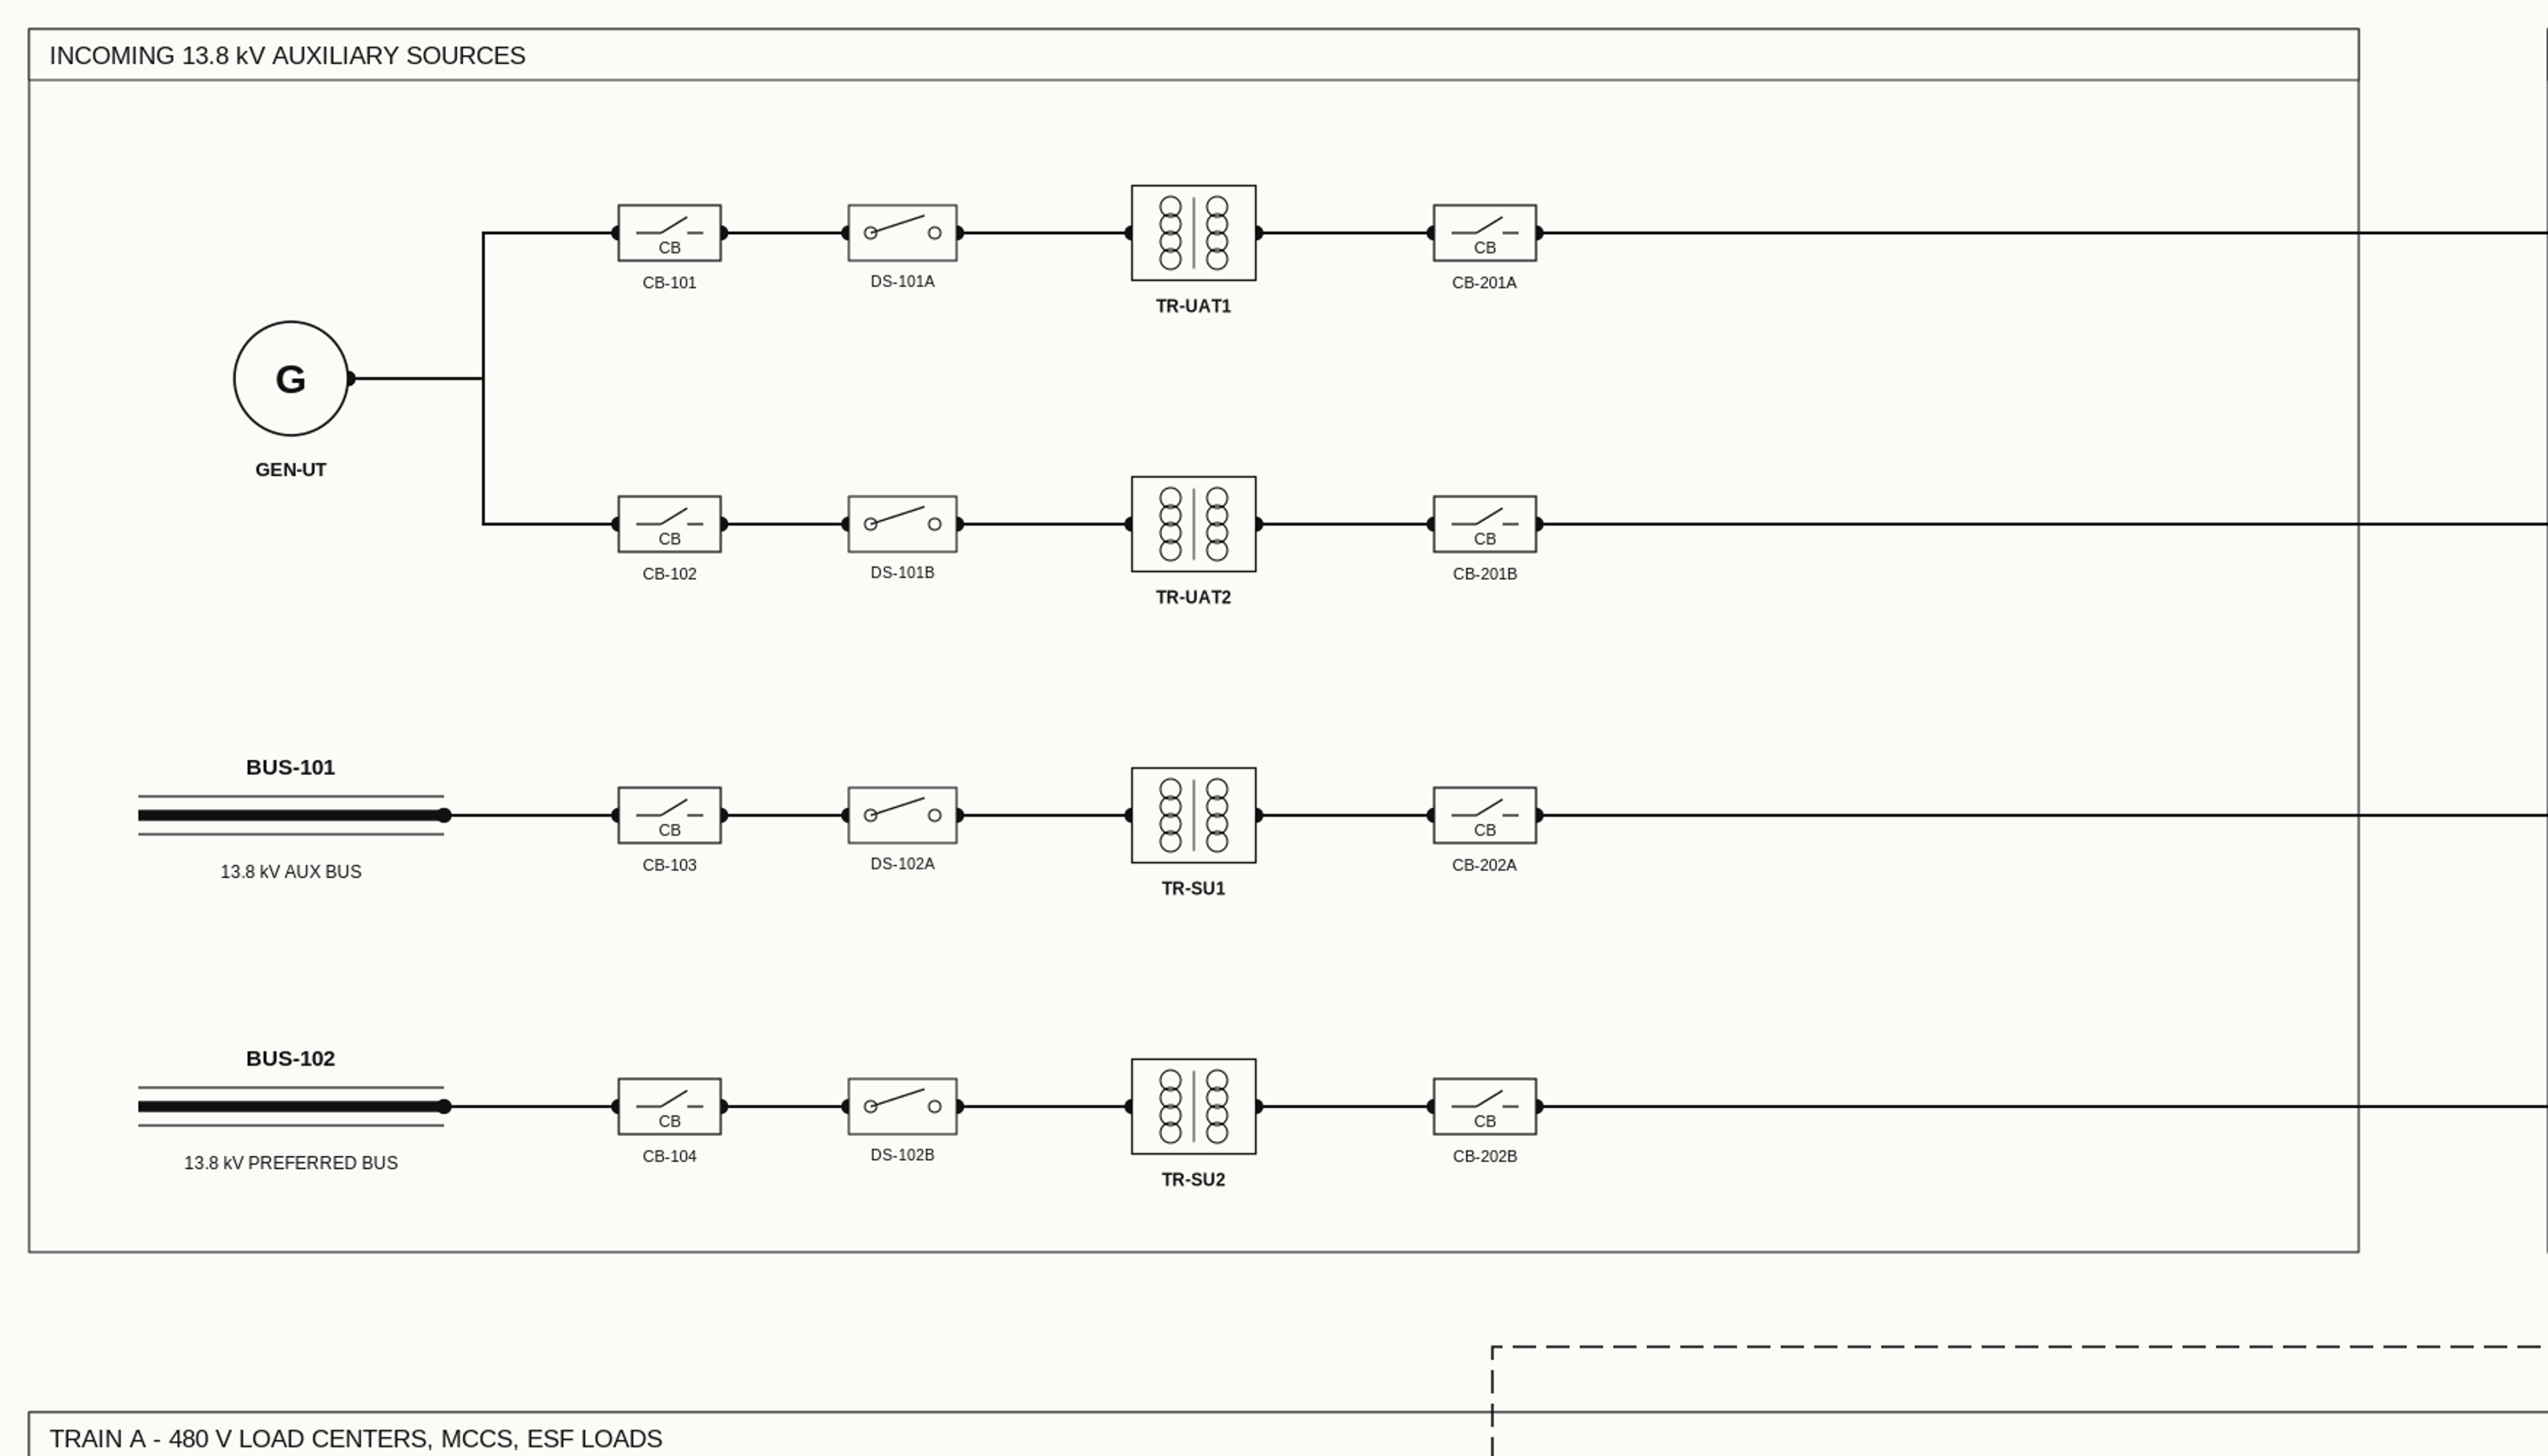 INCOMING 13.8 kV AUXILIARY SOURCES
CB
CB-101
DS-101A
TR-UAT1
CB
CB-201A
G
GEN-UT
CB
CB-102
DS-101B
TR-UAT2
CB
CB-201B
BUS-101
13.8 kV AUX BUS
CB
CB-103
DS-102A
TR-SU1
CB
CB-202A
BUS-102
13.8 kV PREFERRED BUS
CB
CB-104
DS-102B
TR-SU2
CB
CB-202B
TRAIN A - 480 V LOAD CENTERS, MCCS, ESF LOADS